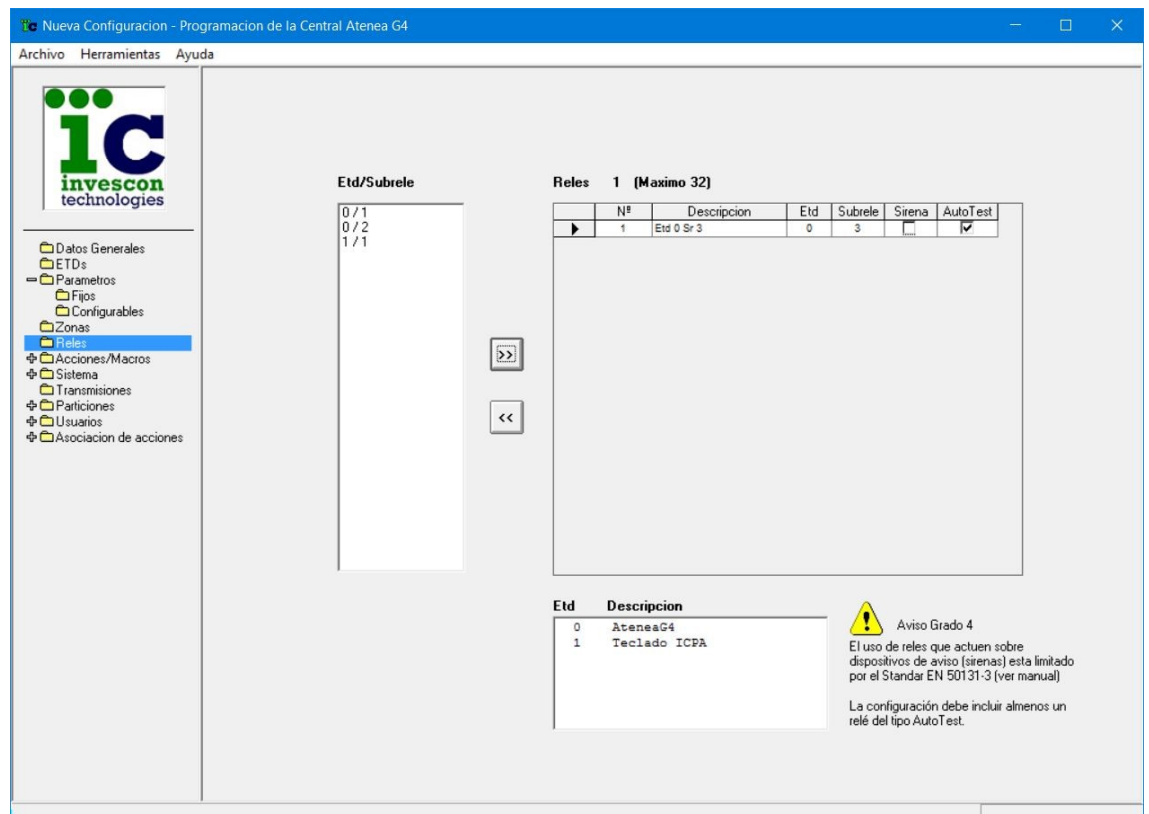 ic Nueva Configuracion - Programacion de la Central Atenea G4
Archivo Herramientas Ayuda
ic
invescon
technologies
Datos Generales
ETDs
Parametros
Fijos
Configurables
Zonas
Reles
Acciones/Macros
Sistema
Transmisiones
Particiones
Usuarios
Asociacion de acciones
Etd/Subrele
0 / 1
0 / 2
1 / 1
>>
<<
Reles 1 (Maximo 32)
Nº Descripcion Etd Subrele Sirena AutoTest
1 Etd 0 Sr 3 0 3
Etd Descripcion
0 AteneaG4
1 Teclado ICPA
Aviso Grado 4
El uso de reles que actuen sobre
dispositivos de aviso (sirenas) esta limitado
por el Standar EN 50131-3 (ver manual)
La configuración debe incluir almenos un
relé del tipo AutoTest.